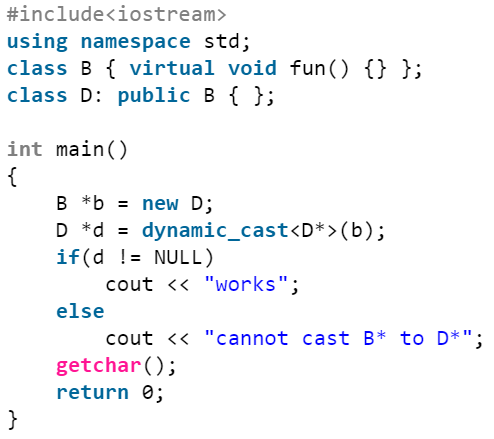 #include<iostream>
using namespace std;
class B { virtual void fun() {} };
class D: public B { };

int main()
{
    B *b = new D;
    D *d = dynamic_cast<D*>(b);
    if(d != NULL)
        cout << "works";
    else
        cout << "cannot cast B* to D*";
    getchar();
    return 0;
}